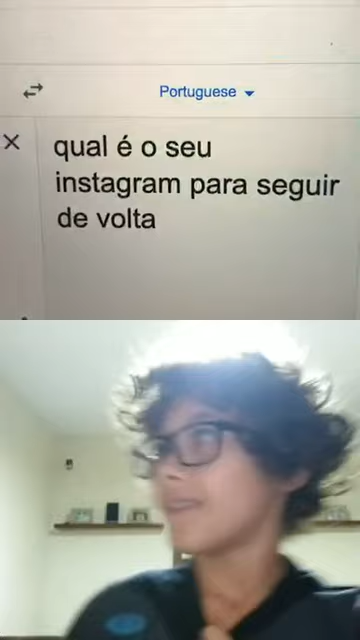 Portuguese
qual é o seu
instagram para seguir
de volta